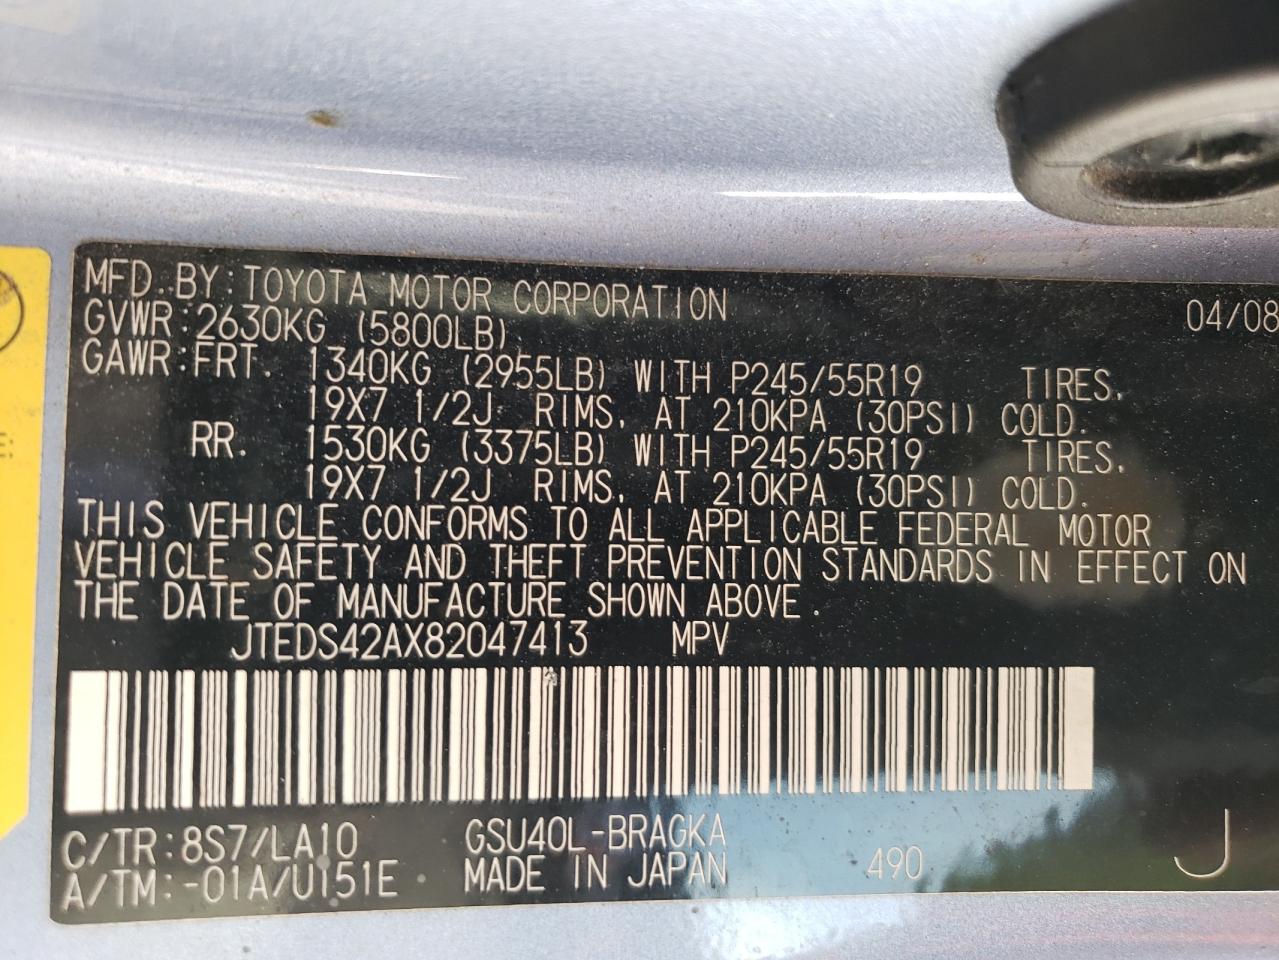 MFD. BY:TOYOTA MOTOR CORPORATION 04/08
GVWR:2630KG (5800LB)
GAWR:FRT. 1340KG (2955LB) WITH P245/55R19 TIRES,
19X7 1/2J RIMS, AT 210KPA (30PSI) COLD.
RR. 1530KG (3375LB) WITH P245/55R19 TIRES,
19X7 1/2J RIMS, AT 210KPA (30PSI) COLD.
THIS VEHICLE CONFORMS TO ALL APPLICABLE FEDERAL MOTOR
VEHICLE SAFETY AND THEFT PREVENTION STANDARDS IN EFFECT ON
THE DATE OF MANUFACTURE SHOWN ABOVE.
JTEDS42AX82047413 MPV
C/TR:8S7/LA10 GSU40L-BRAGKA
A/TM:-01A/U151E MADE IN JAPAN 490 J